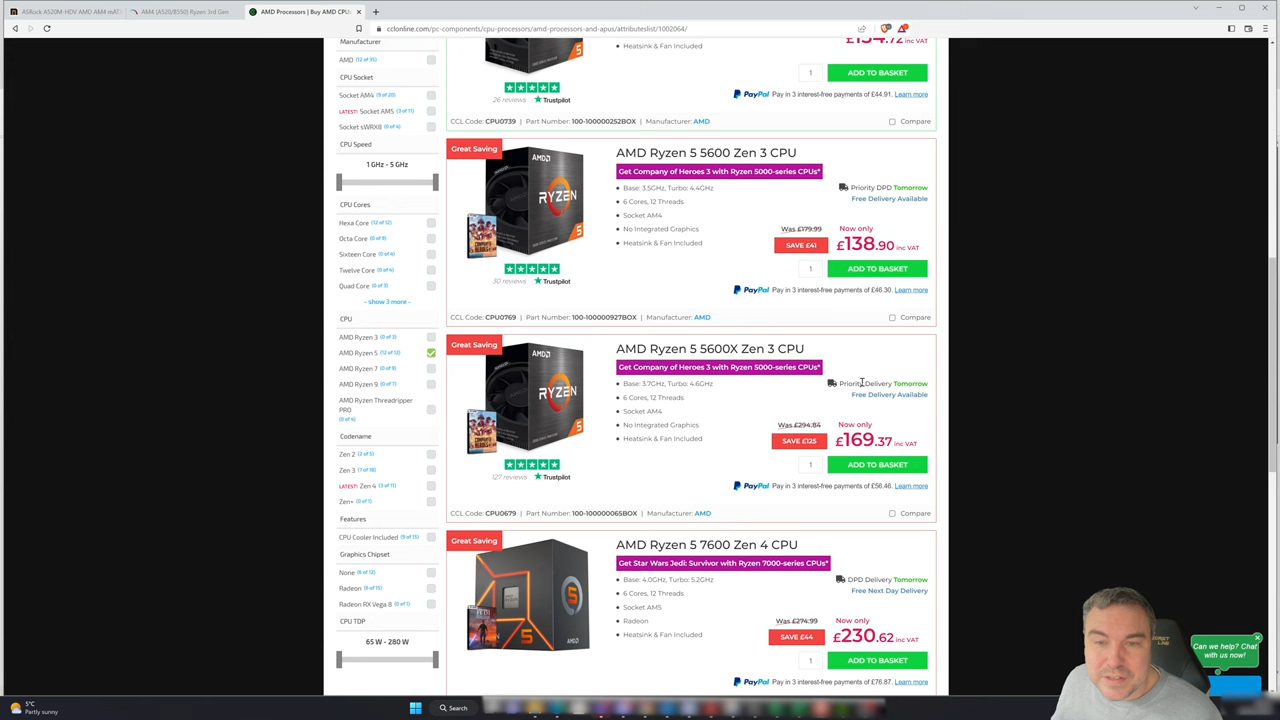 ASRock A520M-HDV AMD AM4 mAT
AM4 (A520/B550) Ryzen 3rd Gen
AMD Processors | Buy AMD CPU
cclonline.com/pc-components/cpu-processors/amd-processors-and-apus/attributeslist/1002064/
Manufacturer
AMD (12 of 35)
CPU Socket
Socket AM4 (9 of 20)
LATEST! Socket AM5 (3 of 11)
Socket sWRX8 (0 of 4)
CPU Speed
1 GHz - 5 GHz
CPU Cores
Hexa Core (12 of 12)
Octa Core (0 of 9)
Sixteen Core (0 of 4)
Twelve Core (0 of 4)
Quad Core (0 of 3)
- show 3 more -
CPU
AMD Ryzen 3 (0 of 3)
AMD Ryzen 5 (12 of 12)
AMD Ryzen 7 (0 of 9)
AMD Ryzen 9 (0 of 7)
AMD Ryzen Threadripper
PRO
(0 of 4)
Codename
Zen 2 (2 of 5)
Zen 3 (7 of 18)
LATEST! Zen 4 (3 of 11)
Zen+ (0 of 1)
Features
CPU Cooler Included (9 of 15)
Graphics Chipset
None (6 of 12)
Radeon (6 of 15)
Radeon RX Vega 8 (0 of 1)
CPU TDP
65 W - 280 W
5
Heatsink & Fan Included
£134.72 inc VAT
1
ADD TO BASKET
26 reviews Trustpilot
PayPal Pay in 3 interest-free payments of £44.91. Learn more
CCL Code: CPU0739 | Part Number: 100-100000252BOX | Manufacturer: AMD
Compare
Great Saving
AMD
RYZEN
5
AMD Ryzen 5 5600 Zen 3 CPU
Get Company of Heroes 3 with Ryzen 5000-series CPUs*
Base: 3.5GHz, Turbo: 4.4GHz
6 Cores, 12 Threads
Socket AM4
No Integrated Graphics
Heatsink & Fan Included
Priority DPD Tomorrow
Free Delivery Available
Was £179.99
Now only
SAVE £41
£138.90 inc VAT
1
ADD TO BASKET
30 reviews Trustpilot
PayPal Pay in 3 interest-free payments of £46.30. Learn more
CCL Code: CPU0769 | Part Number: 100-100000927BOX | Manufacturer: AMD
Compare
Great Saving
AMD
RYZEN
5
AMD Ryzen 5 5600X Zen 3 CPU
Get Company of Heroes 3 with Ryzen 5000-series CPUs*
Base: 3.7GHz, Turbo: 4.6GHz
6 Cores, 12 Threads
Socket AM4
No Integrated Graphics
Heatsink & Fan Included
Priority Delivery Tomorrow
Free Delivery Available
Was £294.84
Now only
SAVE £125
£169.37 inc VAT
1
ADD TO BASKET
127 reviews Trustpilot
PayPal Pay in 3 interest-free payments of £56.46. Learn more
CCL Code: CPU0679 | Part Number: 100-100000065BOX | Manufacturer: AMD
Compare
Great Saving
5
AMD
AMD Ryzen 5 7600 Zen 4 CPU
Get Star Wars Jedi: Survivor with Ryzen 7000-series CPUs*
Base: 4.0GHz, Turbo: 5.2GHz
6 Cores, 12 Threads
Socket AM5
Radeon
Heatsink & Fan Included
DPD Delivery Tomorrow
Free Next Day Delivery
Was £274.99
Now only
SAVE £44
£230.62 inc VAT
1
ADD TO BASKET
PayPal Pay in 3 interest-free payments of £76.87. Learn more
Can we help? Chat
with us now!
5°C
Partly sunny
Search